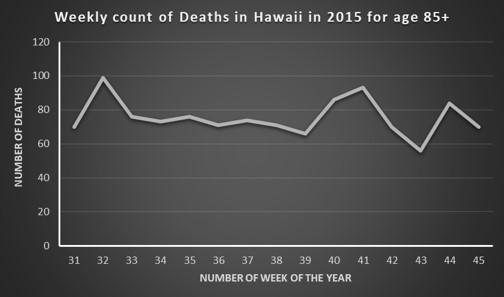 Weekly count of Deaths in Hawaii in 2015 for age 85+
NUMBER OF DEATHS
120
100
80
60
40
20
0
31 32 33 34 35 36 37 38 39 40 41 42 43 44 45
NUMBER OF WEEK OF THE YEAR